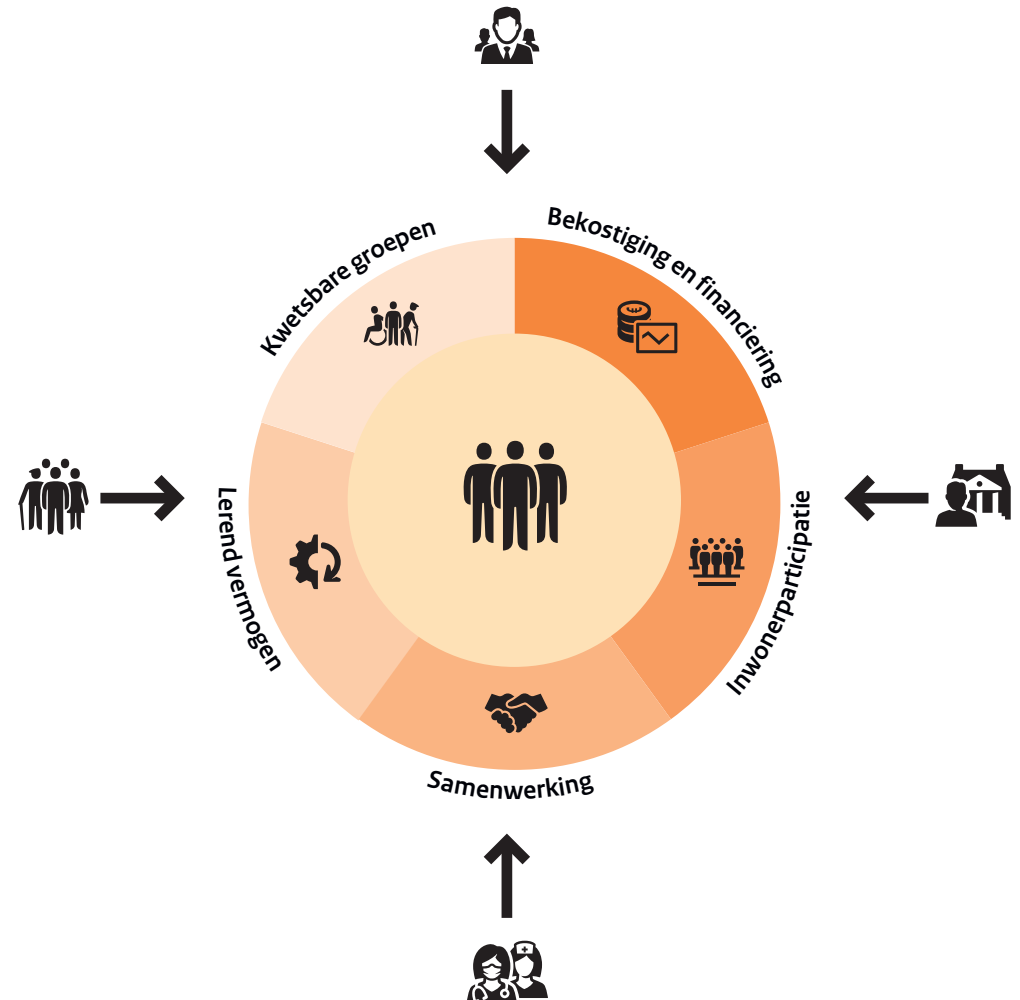 Kwetsbare groepen
Bekostiging en financiering
Lerend vermogen
Inwonerparticipatie
Samenwerking